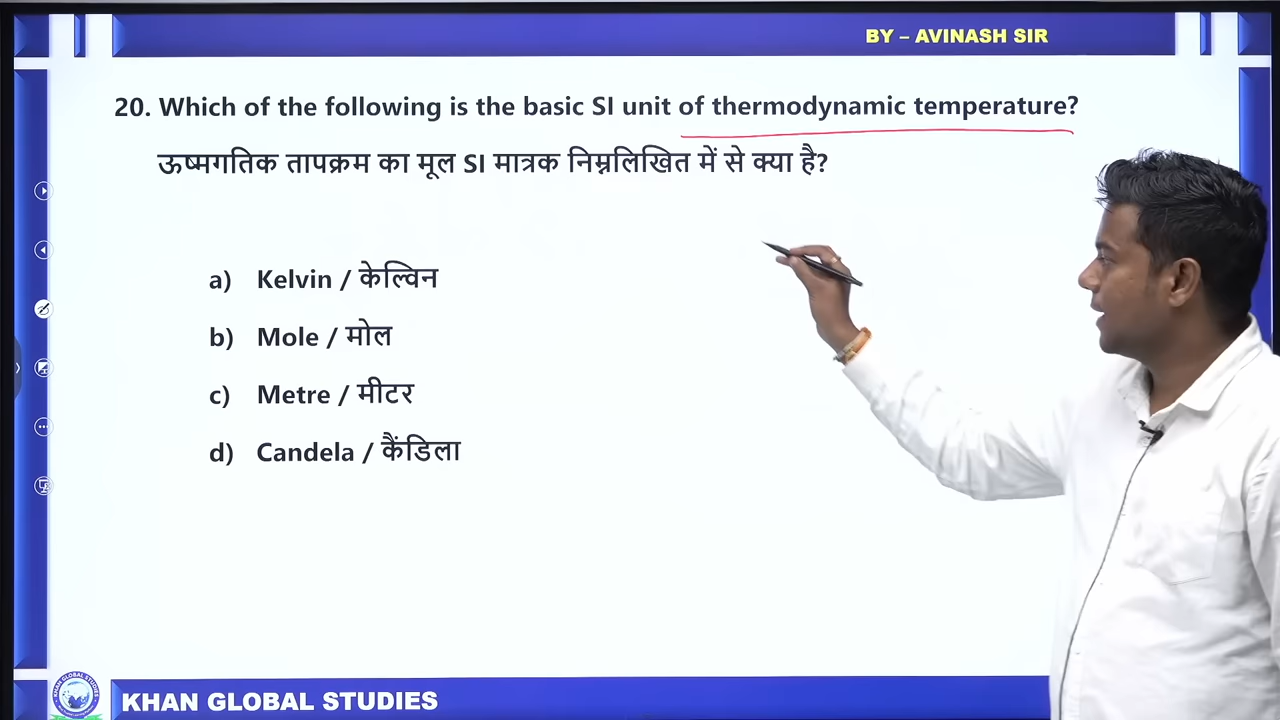 BY – AVINASH SIR
20. Which of the following is the basic SI unit of thermodynamic temperature?
ऊष्मगतिक तापक्रम का मूल SI मात्रक निम्नलिखित में से क्या है?
a) Kelvin / केल्विन
b) Mole / मोल
c) Metre / मीटर
d) Candela / कैंडिला
KHAN GLOBAL STUDIES